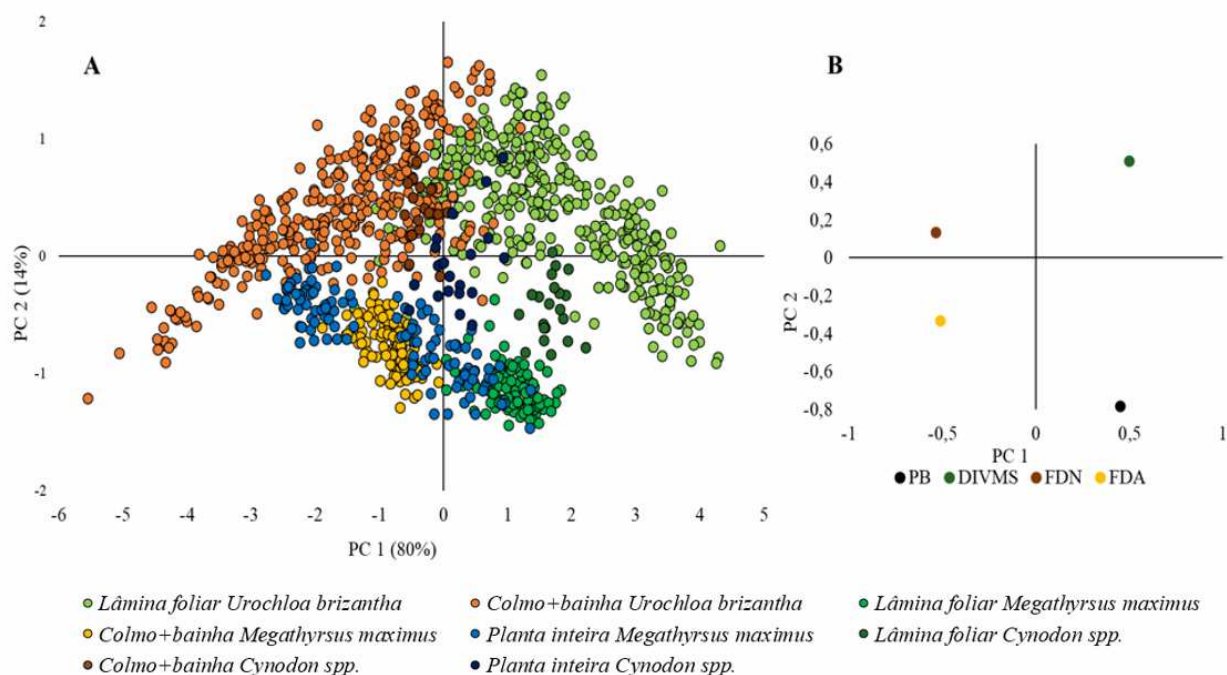 A
B
2
1
0
-1
-2
PC 2 (14%)
-6 -5 -4 -3 -2 -1 0 1 2 3 4 5
PC 1 (80%)
0,6
0,4
0,2
0
-0,2
-0,4
-0,6
-0,8
PC 2
-1 -0,5 0 0,5 1
PC 1
PB DIVMS FDN FDA
Lâmina foliar Urochloa brizantha Colmo+bainha Urochloa brizantha Lâmina foliar Megathyrsus maximus
Colmo+bainha Megathyrsus maximus Planta inteira Megathyrsus maximus Lâmina foliar Cynodon spp.
Colmo+bainha Cynodon spp. Planta inteira Cynodon spp.